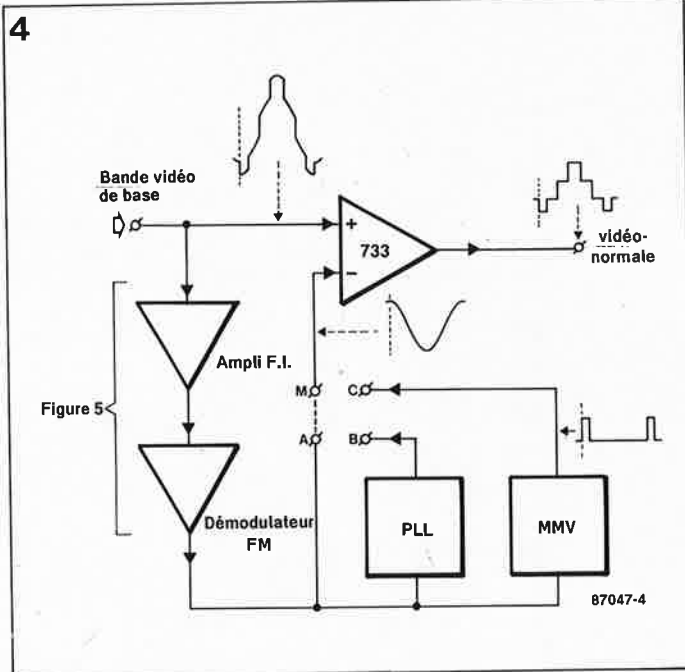 4
Bande vidéo
de base
+
733
−
vidéo-
normale
Ampli F.I.
M
C
Figure 5
A
B
Démodulateur
FM
PLL
MMV
87047-4